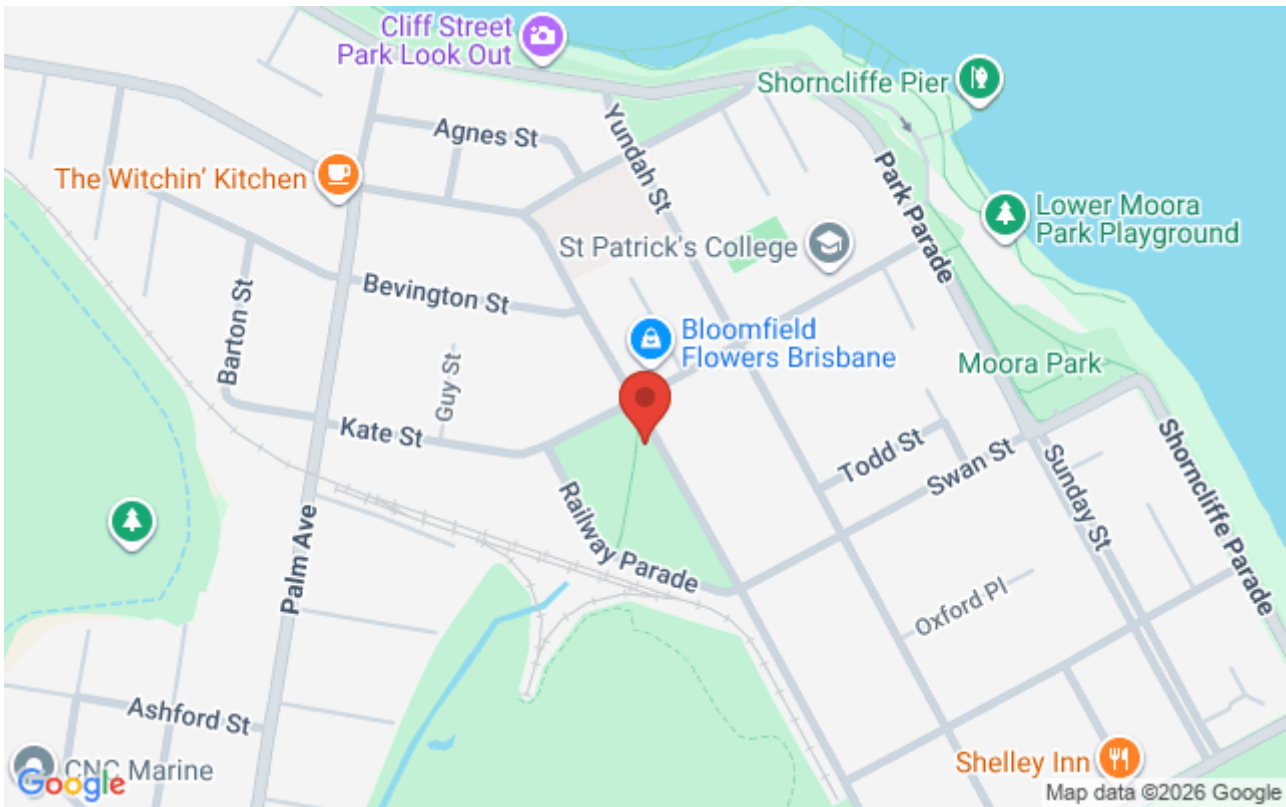 Cliff Street
Park Look Out
Shorncliffe Pier
Agnes St
Yundah St
The Witchin' Kitchen
Park Parade
Lower Moora
Park Playground
St Patrick's College
Bevington St
Barton St
Bloomfield
Flowers Brisbane
Guy St
Moora Park
Kate St
Todd St
Swan St
Sunday St
Shorncliffe Parade
Railway Parade
Palm Ave
Oxford Pl
Ashford St
Shelley Inn
CNC Marine
Google
Map data ©2026 Google